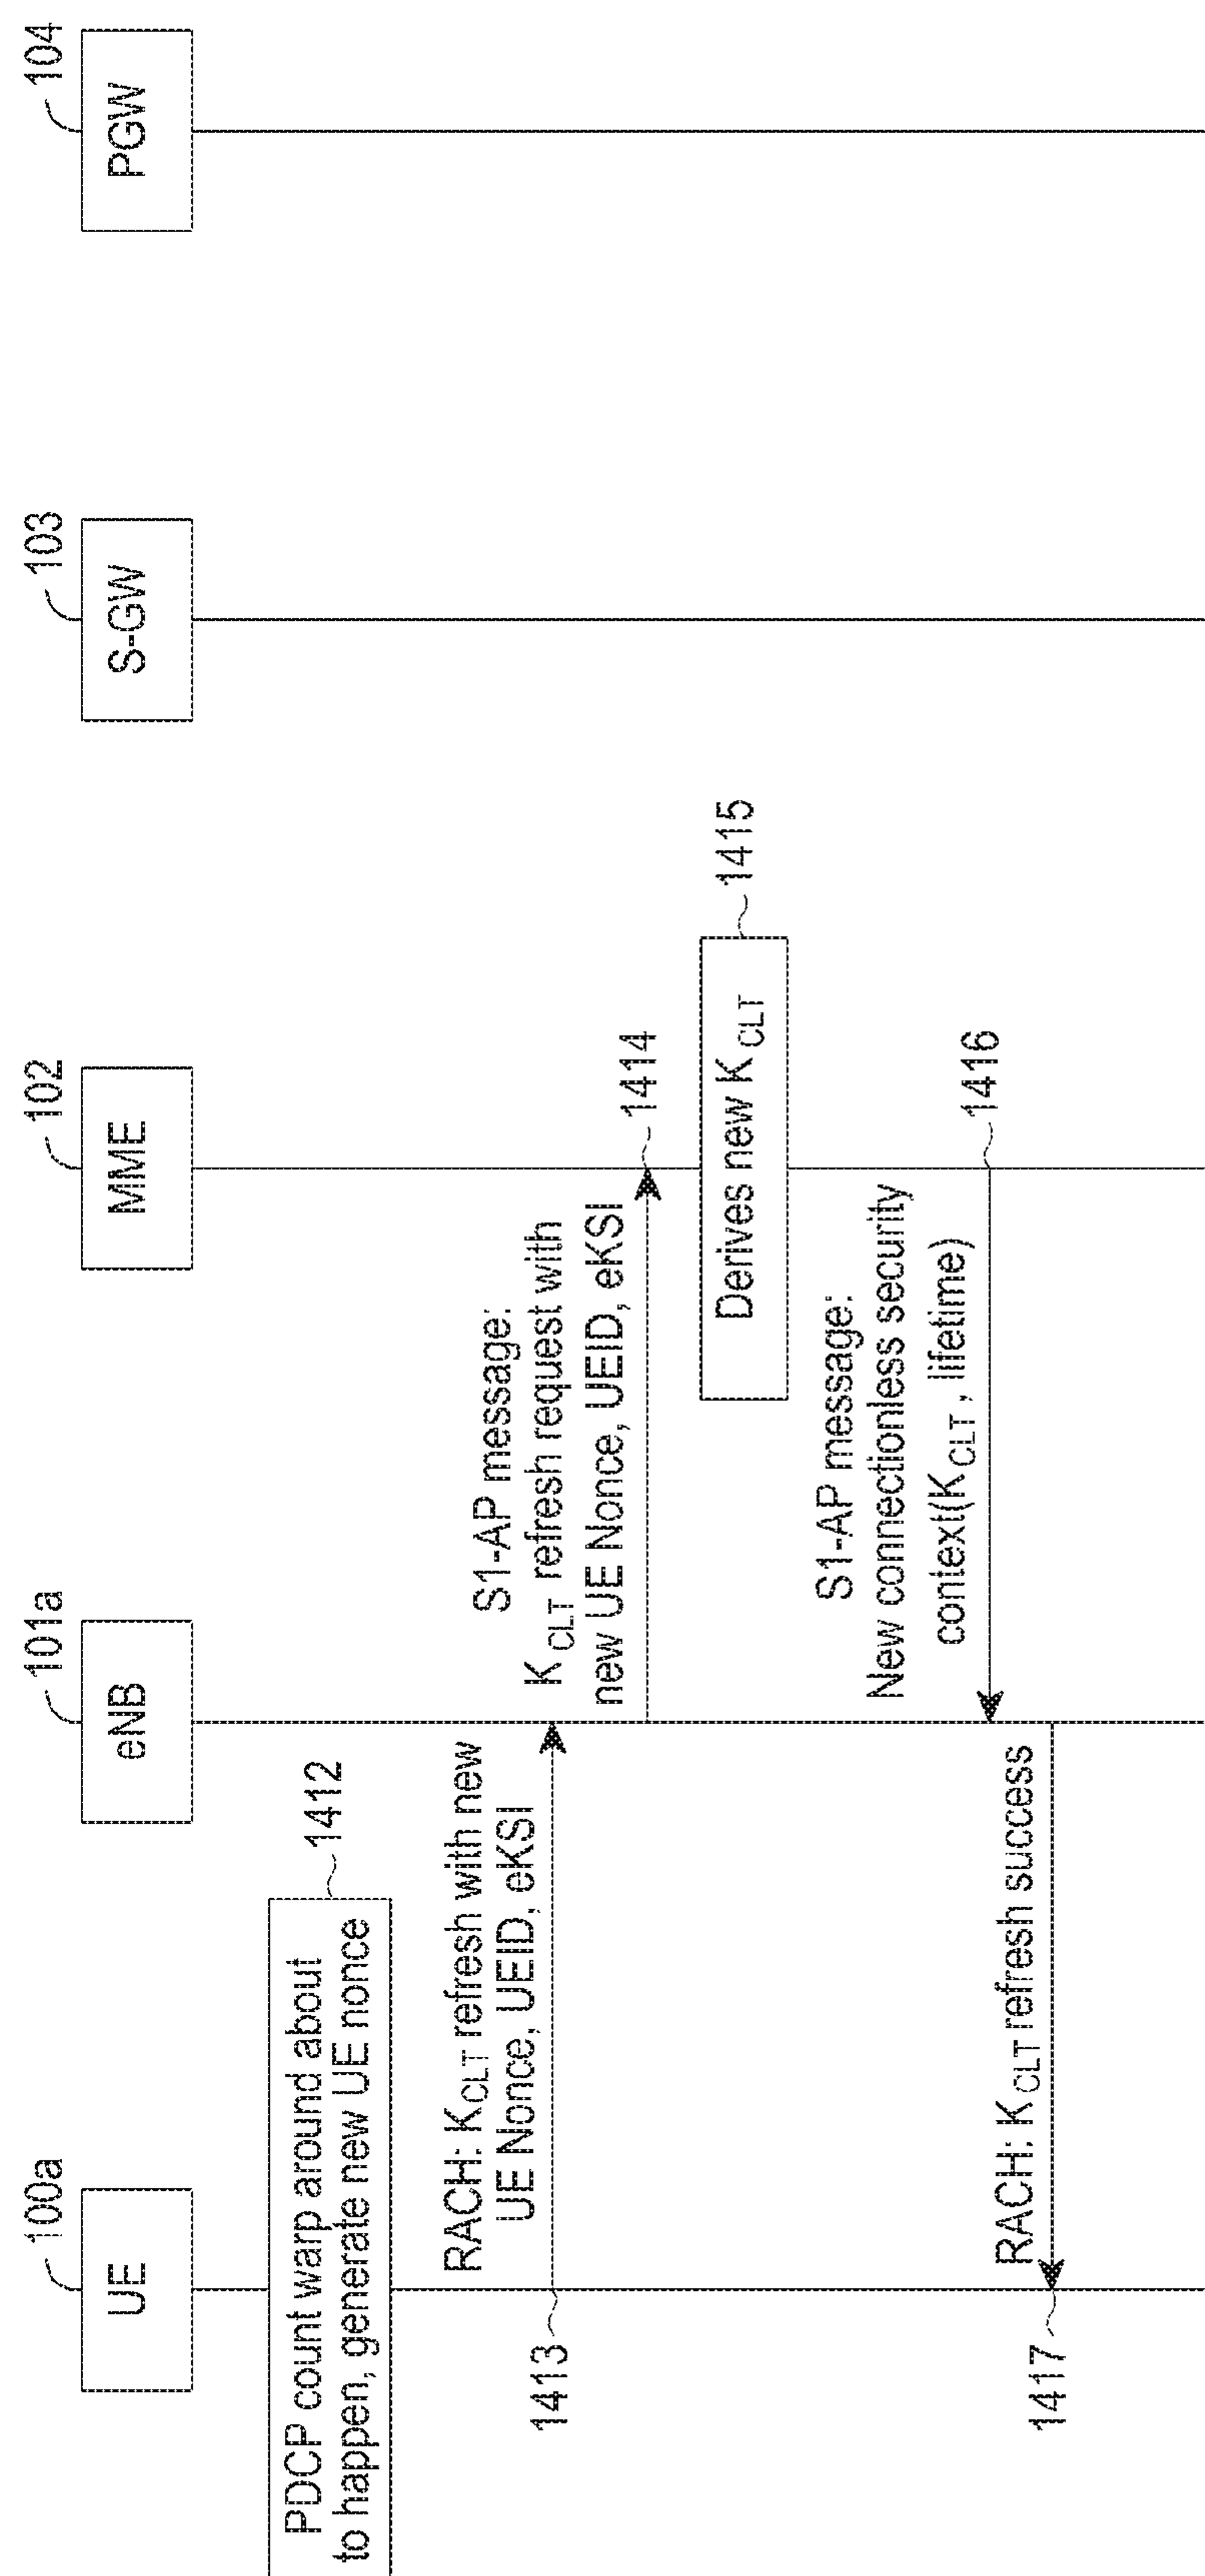 100a
101a
102
103
104
UE
eNB
MME
S-GW
PGW
PDCP count warp around about
to happen, generate new UE nonce
1412
RACH: KCLT refresh with new
UE Nonce, UEID, eKSI
1413
S1-AP message:
KCLT refresh request with
new UE Nonce, UEID, eKSI
1414
Derives new KCLT
1415
S1-AP message:
New connectionless security
context(KCLT, lifetime)
1416
RACH: KCLT refresh success
1417